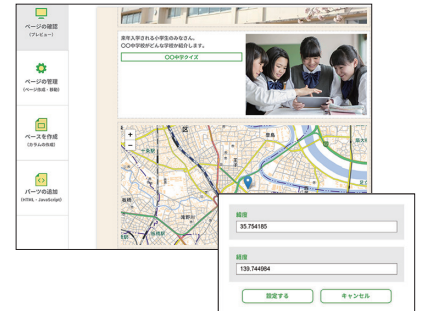 ページの確認
(プレビュー)
ページの管理
(ページ作成・移動)
ベースを作成
(カラムの作成)
パーツの追加
(HTML・JavaScript)
来年入学される小学生のみなさん。
〇〇中学校がどんな学校か紹介します。
〇〇中学クイズ
+
−
緯度
35.754185
経度
139.744984
設定する
キャンセル